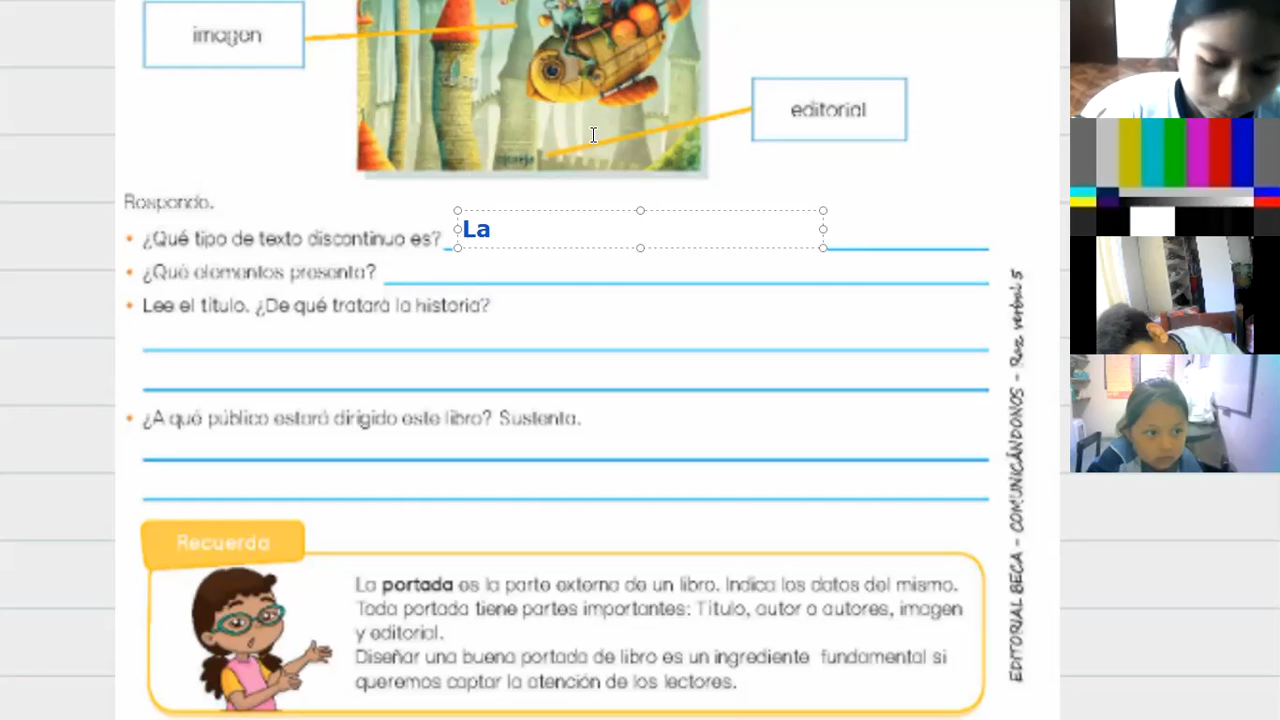 imagen
editorial
Respondo.
• ¿Qué tipo de texto discontinuo es? La
• ¿Qué elementos presenta?
• Lee el título. ¿De qué tratará la historia?
• ¿A qué público estará dirigido este libro? Sustenta.
Recuerda
La portada es la parte externa de un libro. Indica los datos del mismo.
Toda portada tiene partes importantes: Título, autor o autores, imagen
y editorial.
Diseñar una buena portada de libro es un ingrediente fundamental si
queremos captar la atención de los lectores.
EDITORIAL BECA - COMUNICÁNDONOS - Raz. verbal 5